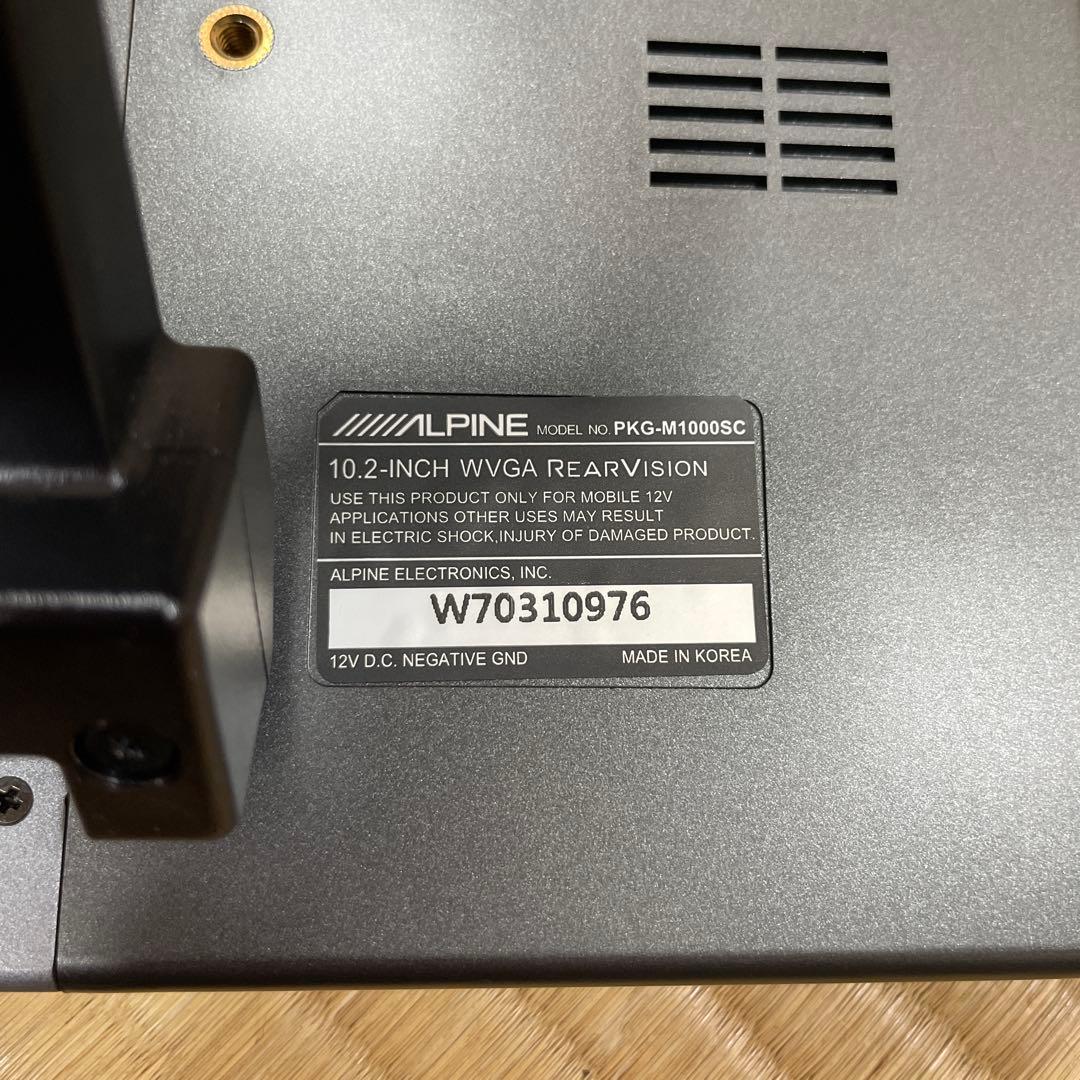 ALPINE MODEL NO. PKG-M1000SC
10.2-INCH WVGA REARVISION
USE THIS PRODUCT ONLY FOR MOBILE 12V
APPLICATIONS OTHER USES MAY RESULT
IN ELECTRIC SHOCK,INJURY OF DAMAGED PRODUCT.
ALPINE ELECTRONICS, INC.
W70310976
12V D.C. NEGATIVE GND MADE IN KOREA